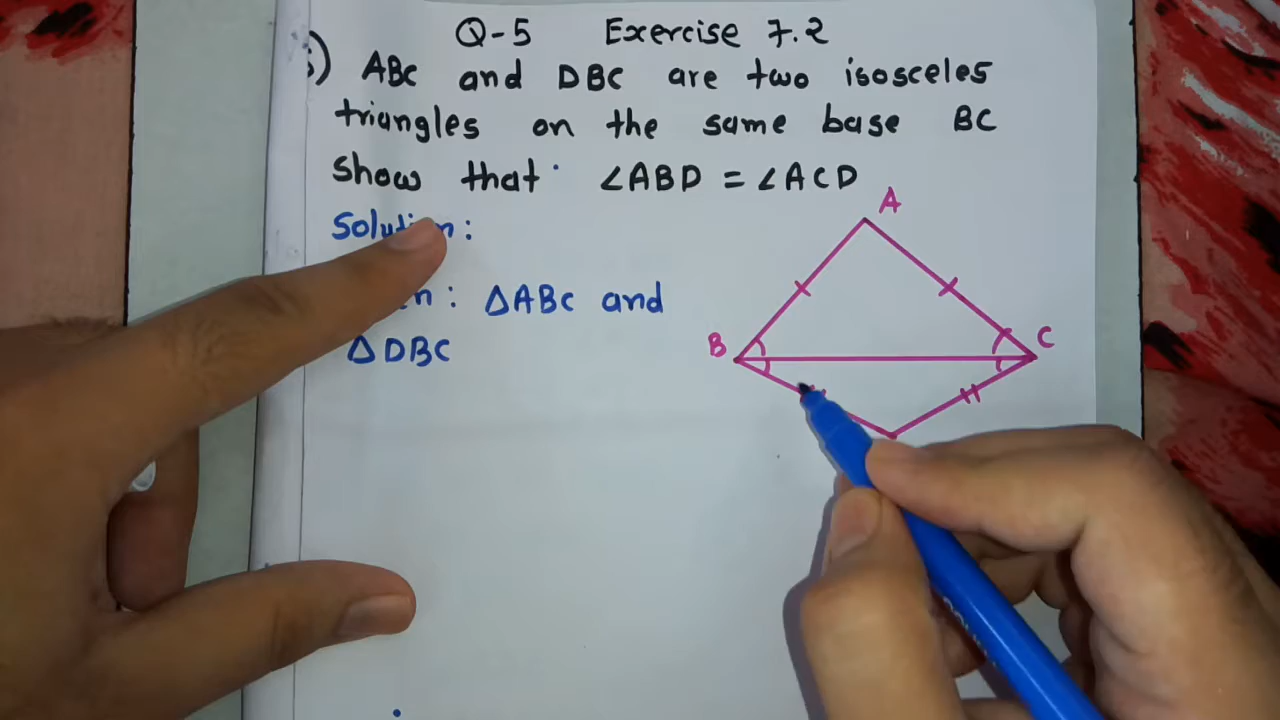 Q-5 Exercise 7.2
ABC and DBC are two isosceles
triangles on the same base BC
show that ∠ABD = ∠ACD
A
: ΔABC and
B
C
ΔDBC